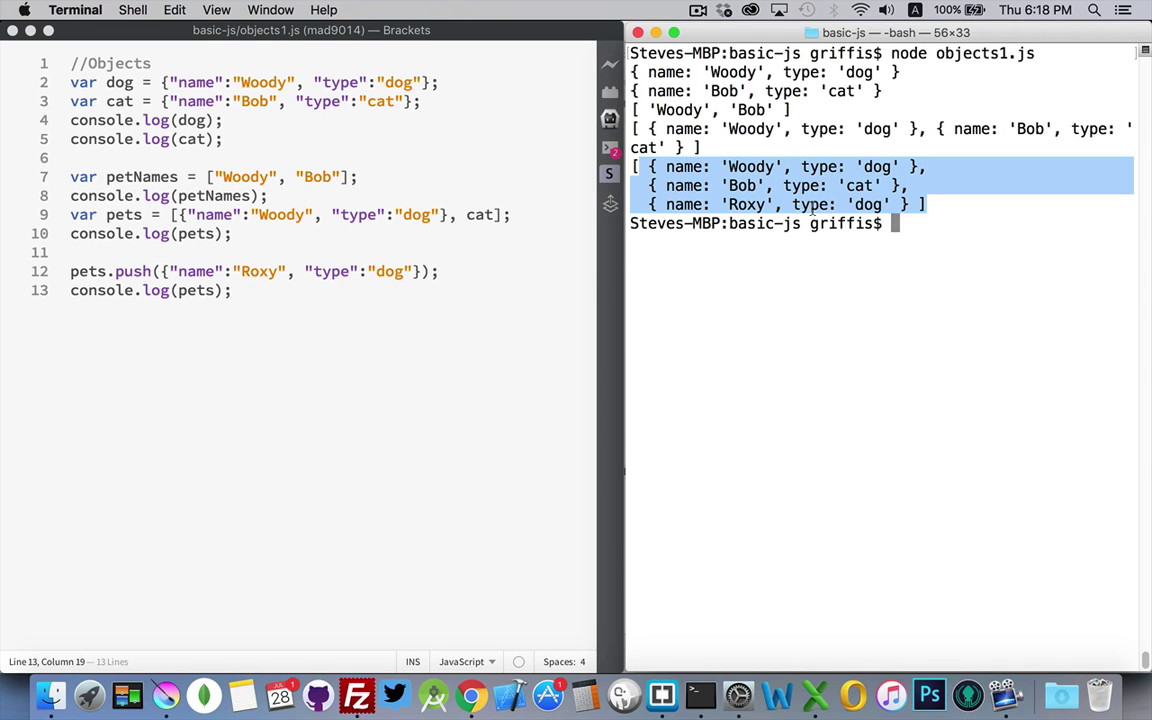 Terminal Shell Edit View Window Help 100% Thu 6:18 PM
basic-js/objects1.js (mad9014) — Brackets
1 //Objects
2 var dog = {"name":"Woody", "type":"dog"};
3 var cat = {"name":"Bob", "type":"cat"};
4 console.log(dog);
5 console.log(cat);
6
7 var petNames = ["Woody", "Bob"];
8 console.log(petNames);
9 var pets = [{"name":"Woody", "type":"dog"}, cat];
10 console.log(pets);
11
12 pets.push({"name":"Roxy", "type":"dog"});
13 console.log(pets);
Line 13, Column 19 — 13 Lines
INS JavaScript Spaces: 4
2
S
basic-js — -bash — 56×33
Steves-MBP:basic-js griffis$ node objects1.js
{ name: 'Woody', type: 'dog' }
{ name: 'Bob', type: 'cat' }
[ 'Woody', 'Bob' ]
[ { name: 'Woody', type: 'dog' }, { name: 'Bob', type: '
cat' } ]
[ { name: 'Woody', type: 'dog' },
{ name: 'Bob', type: 'cat' },
{ name: 'Roxy', type: 'dog' } ]
Steves-MBP:basic-js griffis$
JUL
28
1
Fz
1
W
X
O
Ps